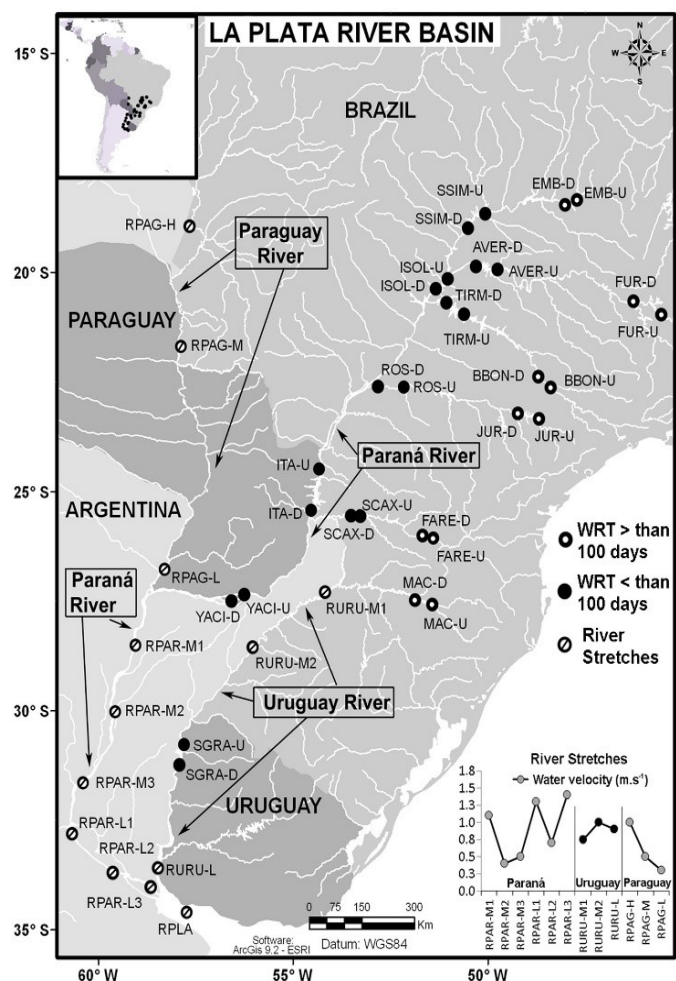 LA PLATA RIVER BASIN
N
W
E
S
15° S
20° S
25° S
30° S
35° S
BRAZIL
SSIM-U
EMB-D
EMB-U
SSIM-D
RPAG-H
Paraguay
River
AVER-D
ISOL-U
AVER-U
ISOL-D
FUR-D
TIRM-D
PARAGUAY
FUR-U
TIRM-U
RPAG-M
ROS-D
BBON-D
ROS-U
BBON-U
JUR-D
JUR-U
Paraná River
ITA-U
ARGENTINA
ITA-D
SCAX-U
FARE-D
SCAX-D
FARE-U
WRT > than
100 days
RPAG-L
Paraná
River
MAC-D
YACI-U
RURU-M1
YACI-D
MAC-U
WRT < than
100 days
RPAR-M1
RURU-M2
River
Stretches
Uruguay River
RPAR-M2
SGRA-U
SGRA-D
RPAR-M3
URUGUAY
RPAR-L1
RPAR-L2
RURU-L
RPAR-L3
RPLA
River Stretches
Water velocity (m.s⁻¹)
1.8
1.5
1.3
1.0
0.8
0.5
0.3
0.0
Paraná
Uruguay
Paraguay
RPAR-M1
RPAR-M2
RPAR-M3
RPAR-L1
RPAR-L2
RPAR-L3
RURU-M1
RURU-M2
RURU-L
RPAG-H
RPAG-M
RPAG-L
0 75 150 300
Km
Software:
ArcGis 9.2 - ESRI
Datum: WGS84
60° W
55° W
50° W